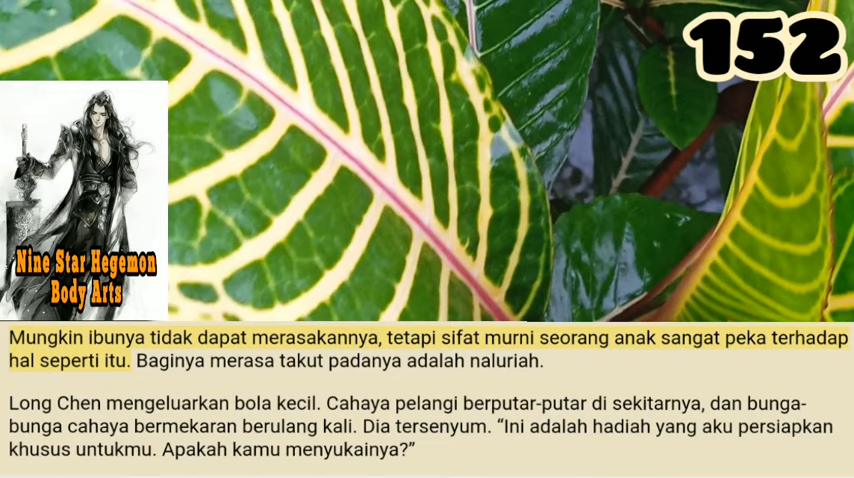 152
Nine Star Hegemon
Body Arts
Mungkin ibunya tidak dapat merasakannya, tetapi sifat murni seorang anak sangat peka terhadap
hal seperti itu. Baginya merasa takut padanya adalah naluriah.
Long Chen mengeluarkan bola kecil. Cahaya pelangi berputar-putar di sekitarnya, dan bunga-
bunga cahaya bermekaran berulang kali. Dia tersenyum. “Ini adalah hadiah yang aku persiapkan
khusus untukmu. Apakah kamu menyukainya?”